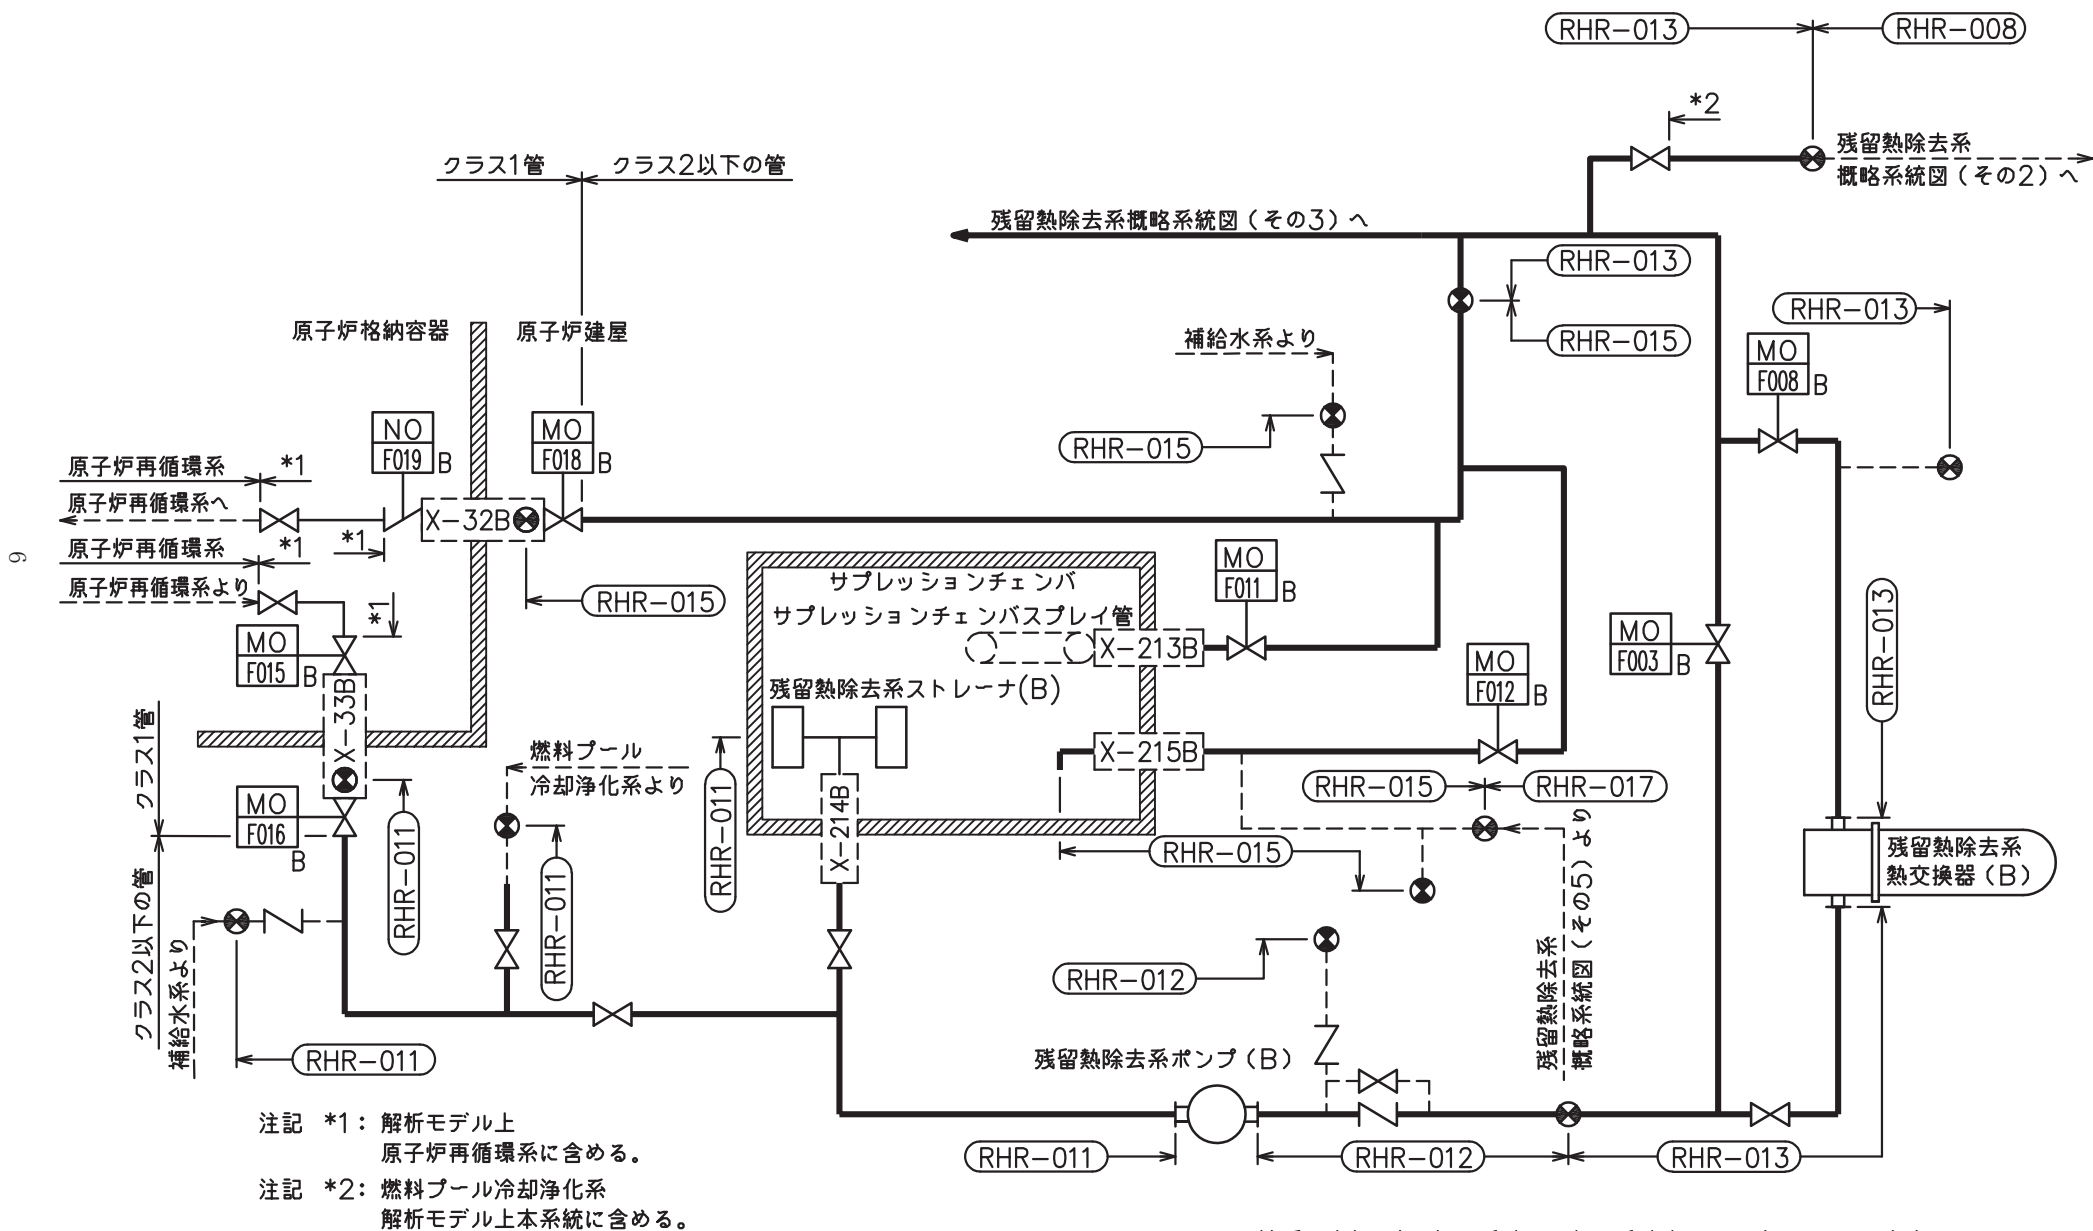 RHR-013
RHR-008
*2
残留熱除去系
概略系統図（その2）へ
クラス1管
クラス2以下の管
残留熱除去系概略系統図（その3）へ
RHR-013
RHR-015
RHR-013
原子炉格納容器
原子炉建屋
補給水系より
MO
F008
B
NO
F019
B
MO
F018
B
RHR-015
原子炉再循環系
*1
原子炉再循環系へ
X-32B
*1
原子炉再循環系
*1
原子炉再循環系より
*1
RHR-015
サプレッションチェンバ
サプレッションチェンバスプレイ管
MO
F011
B
X-213B
MO
F015
B
MO
F012
B
MO
F003
B
RHR-013
X-33B
残留熱除去系ストレーナ(B)
X-215B
クラス1管
燃料プール
冷却浄化系より
RHR-011
X-214B
RHR-015
RHR-017
MO
F016
B
RHR-011
RHR-011
RHR-015
残留熱除去系
熱交換器（B）
クラス2以下の管
補給水系より
RHR-012
残留熱除去系
概略系統図（その5）より
RHR-011
残留熱除去系ポンプ（B）
RHR-011
RHR-012
RHR-013
注記 *1：解析モデル上
原子炉再循環系に含める。
注記 *2：燃料プール冷却浄化系
解析モデル上本系統に含める。
9